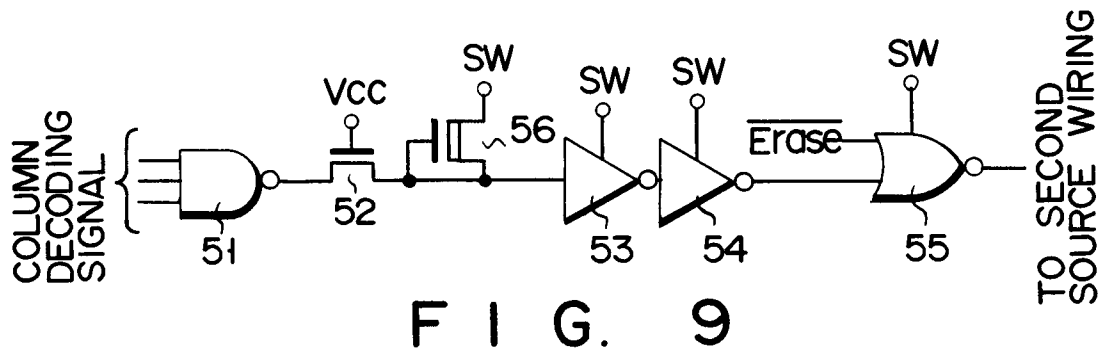 COLUMN
DECODING
SIGNAL
51
VCC
52
SW
56
SW
53
SW
54
Erase
SW
55
TO SECOND
SOURCE WIRING
FIG. 9